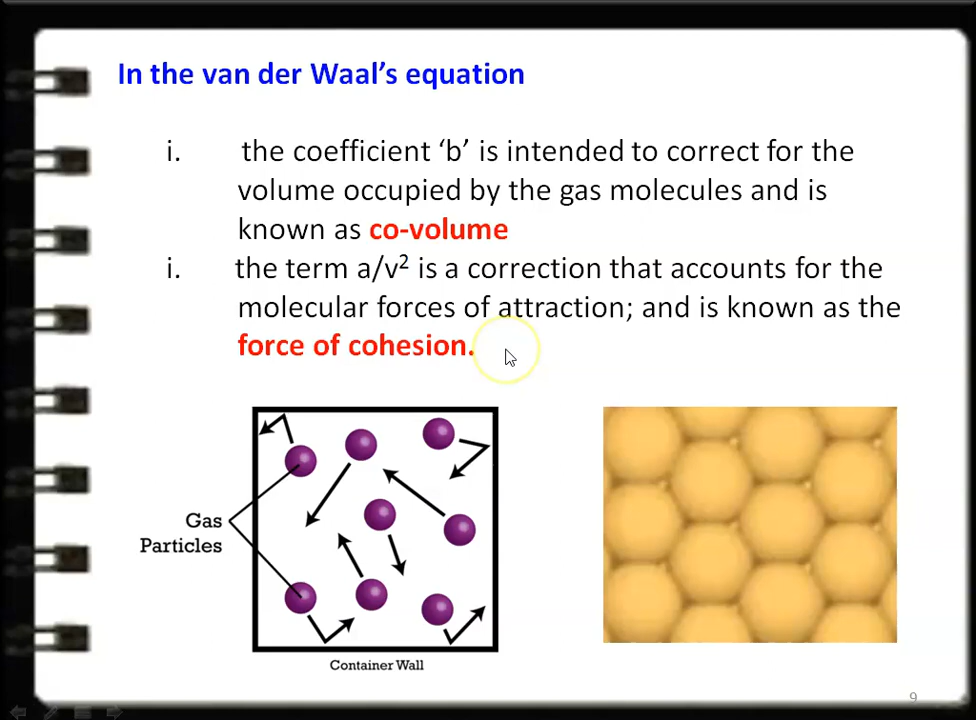 In the van der Waal’s equation
i. the coefficient ‘b’ is intended to correct for the
volume occupied by the gas molecules and is
known as co-volume
i. the term a/v² is a correction that accounts for the
molecular forces of attraction; and is known as the
force of cohesion.
Gas
Particles
Container Wall
9